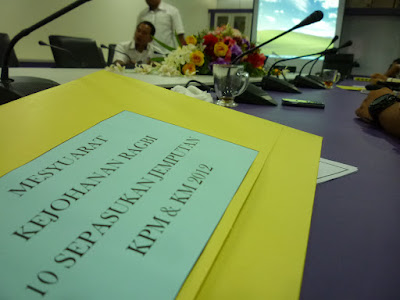 MESYUARAT
KEJOHANAN RAGBI
10 SEPASUKAN JEMPUTAN
KPM & KM 2012